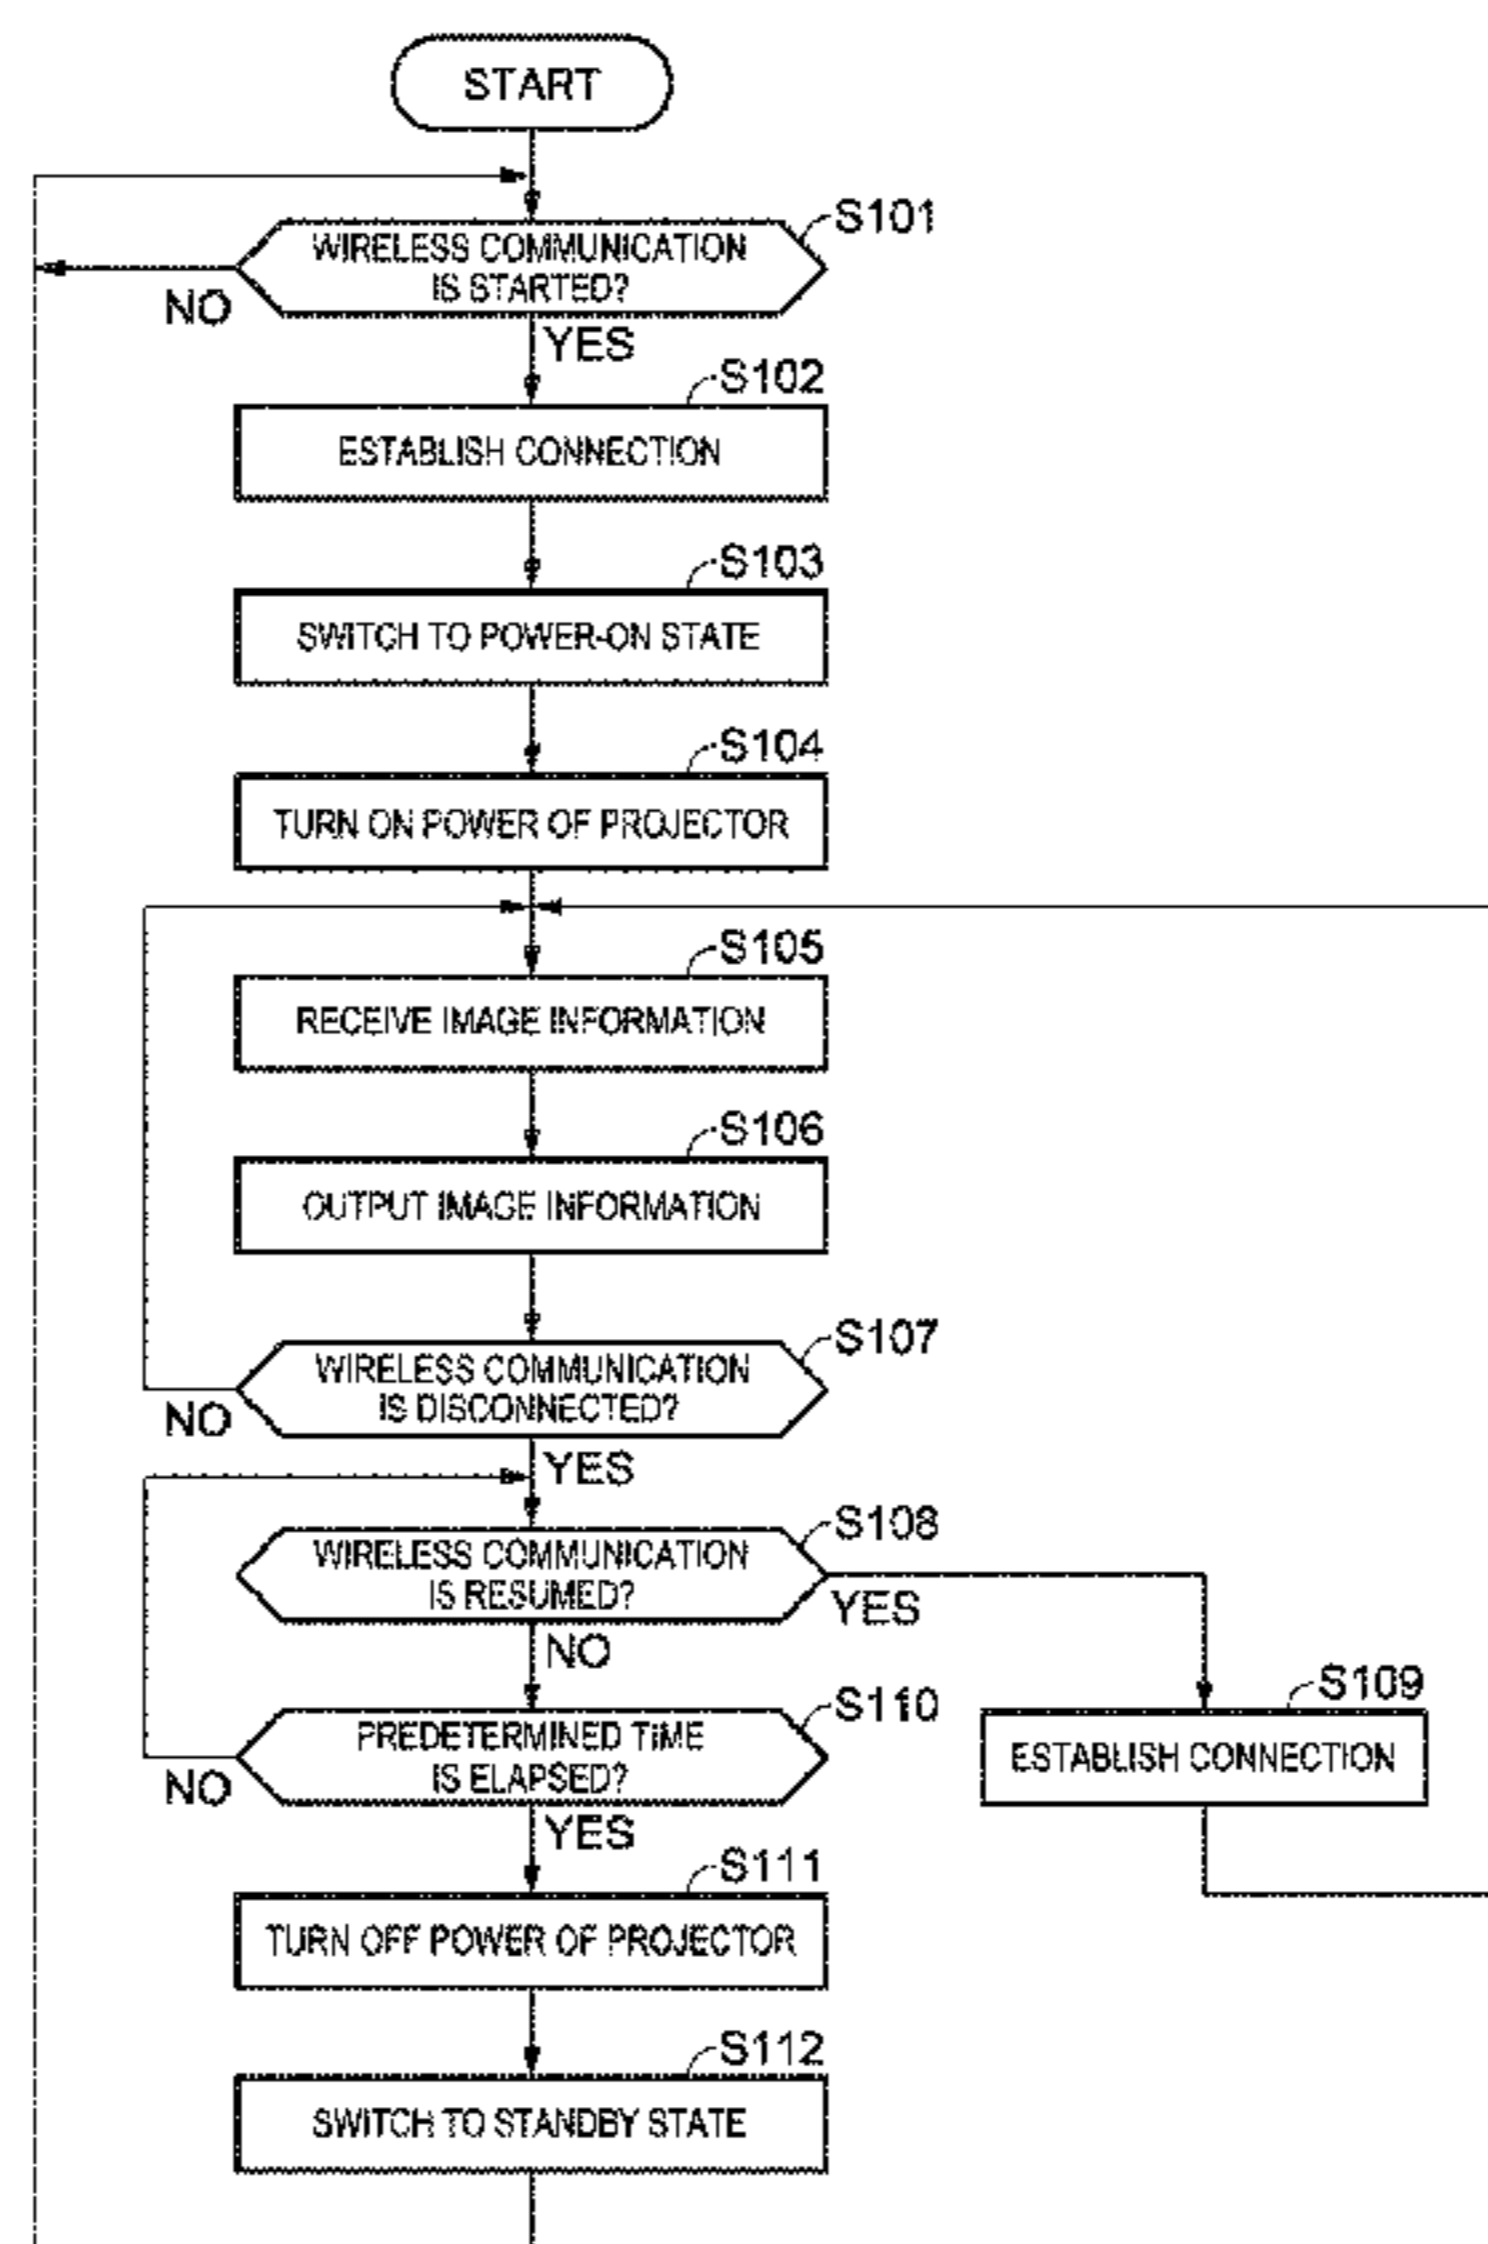 START
S101
WIRELESS COMMUNICATION
IS STARTED?
NO
YES
S102
ESTABLISH CONNECTION
S103
SWITCH TO POWER-ON STATE
S104
TURN ON POWER OF PROJECTOR
S105
RECEIVE IMAGE INFORMATION
S106
OUTPUT IMAGE INFORMATION
S107
WIRELESS COMMUNICATION
IS DISCONNECTED?
NO
YES
S108
WIRELESS COMMUNICATION
IS RESUMED?
YES
NO
S109
ESTABLISH CONNECTION
S110
PREDETERMINED TIME
IS ELAPSED?
NO
YES
S111
TURN OFF POWER OF PROJECTOR
S112
SWITCH TO STANDBY STATE